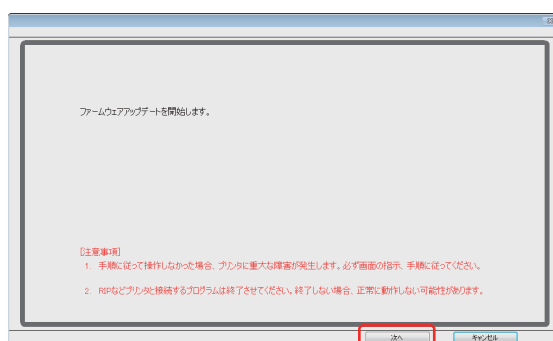 ファームウェアアップデートを開始します。
[注意事項]
1. 手順に従って操作しなかった場合、プリンタに重大な障害が発生します。必ず画面の指示、手順に従ってください。
2. RIPなどプリンタと接続するプログラムは終了させてください。終了しない場合、正常に動作しない可能性があります。
次へ キャンセル